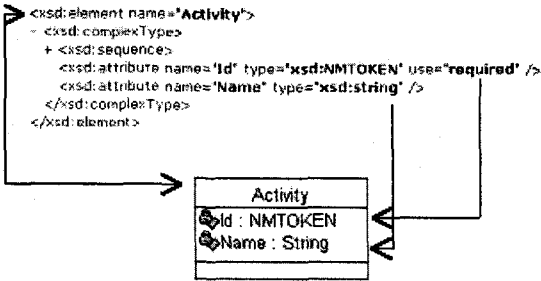 <xsd:element name="Activity">
- <xsd:complexType>
+ <xsd:sequence>
<xsd:attribute name="Id" type="xsd:NMTOKEN" use="required" />
<xsd:attribute name="Name" type="xsd:string" />
</xsd:complexType>
</xsd:element>
Activity
Id : NMTOKEN
Name : String